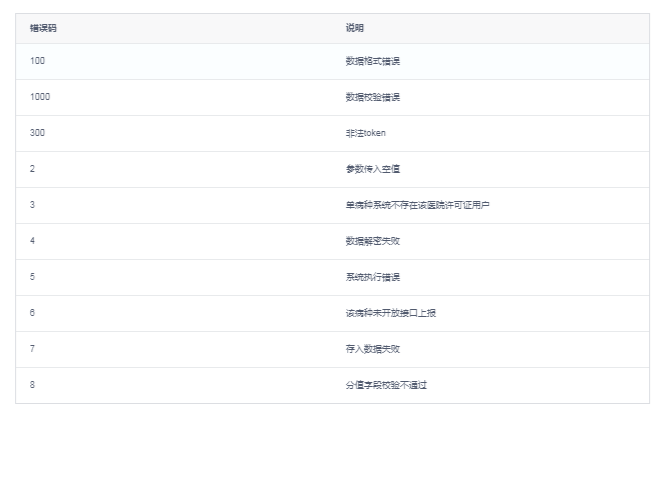 错误码 说明
100 数据格式错误
1000 数据校验错误
300 非法token
2 参数传入空值
3 单病种系统不存在该医院许可证用户
4 数据解密失败
5 系统执行错误
6 该病种未开放接口上报
7 存入数据失败
8 分值字段校验不通过